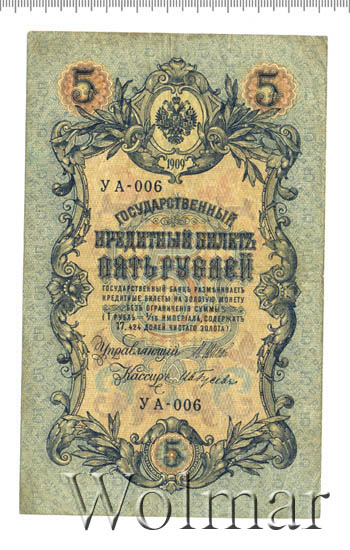 5 5
1909
УА-006
ГОСУДАРСТВЕННЫЙ
КРЕДИТНЫЙ БИЛЕТЪ
ПЯТЬ РУБЛЕЙ
ГОСУДАРСТВЕННЫЙ БАНКЪ РАЗМѢНИВАЕТЪ
КРЕДИТНЫЕ БИЛЕТЫ НА ЗОЛОТУЮ МОНЕТУ
БЕЗЪ ОГРАНИЧЕНІЯ СУММЫ
(1 РУБЛЬ = 1/15 ИМПЕРІАЛА, СОДЕРЖИТЪ
17,424 ДОЛЕЙ ЧИСТАГО ЗОЛОТА).
Управляющій
Кассиръ
УА-006
5
Wolmar